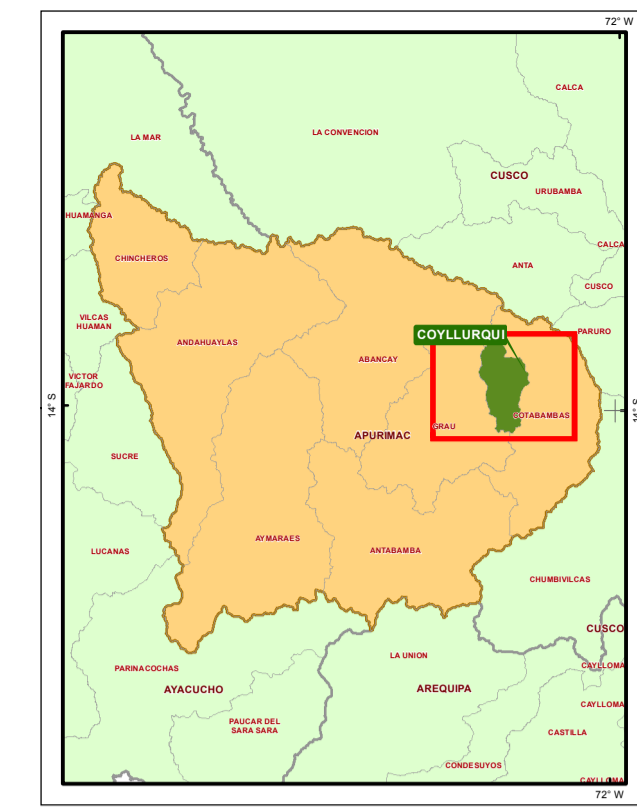 72° W
CALCA
LA MAR
LA CONVENCION
CUSCO
URUBAMBA
HUAMANGA
CALCA
CHINCHEROS
ANTA
CUSCO
VILCAS
HUAMAN
PARURO
COYLLURQUI
ANDAHUAYLAS
ABANCAY
VICTOR
FAJARDO
14° S
14° S
COTABAMBAS
GRAU
APURIMAC
SUCRE
AYMARAES
LUCANAS
ANTABAMBA
CHUMBIVILCAS
CUSCO
LA UNION
CAYLLOMA
PARINACOCHAS
AYACUCHO
AREQUIPA
CAYLLOMA
PAUCAR DEL
SARA SARA
CASTILLA
CONDESUYOS
CAYLLOMA
72° W